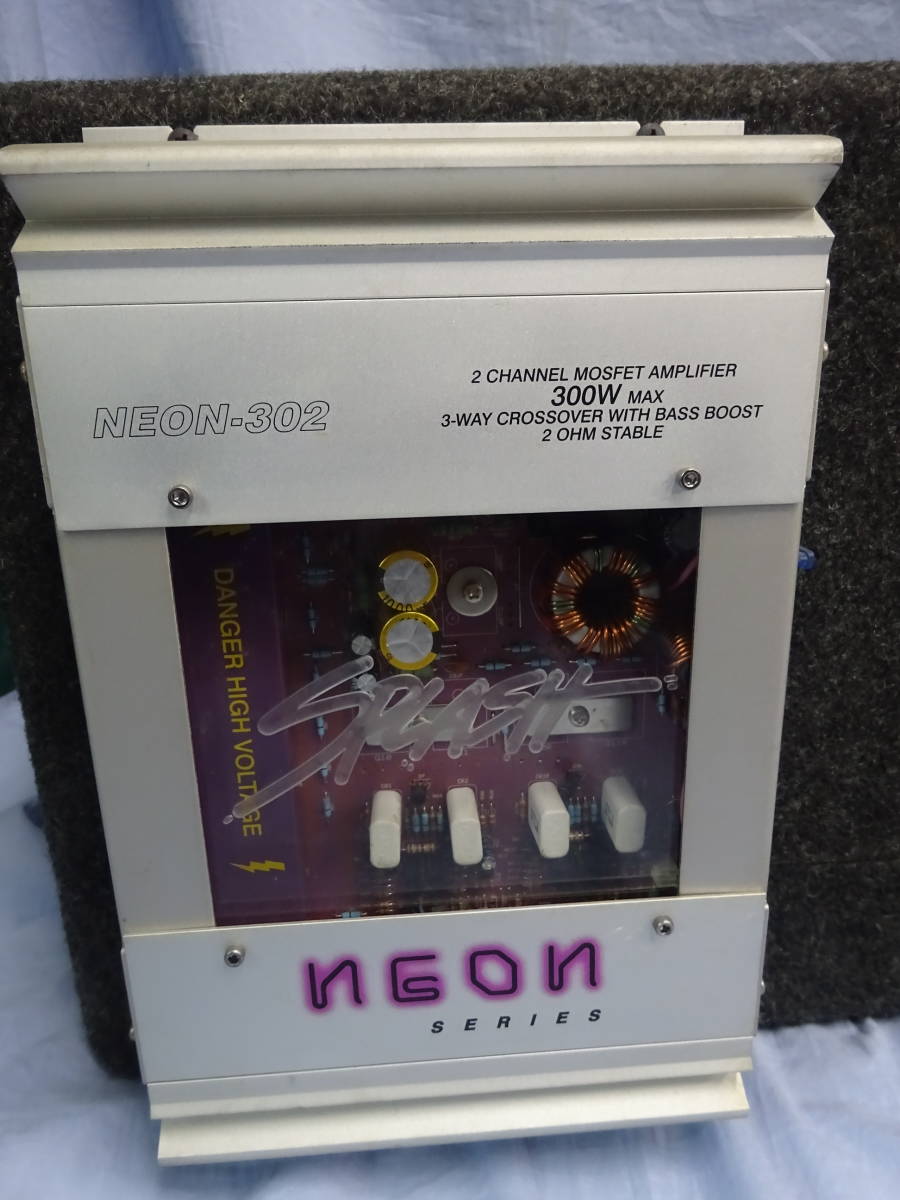 NEON-302
2 CHANNEL MOSFET AMPLIFIER
300W MAX
3-WAY CROSSOVER WITH BASS BOOST
2 OHM STABLE
DANGER HIGH VOLTAGE
SPLASH
NEON
SERIES